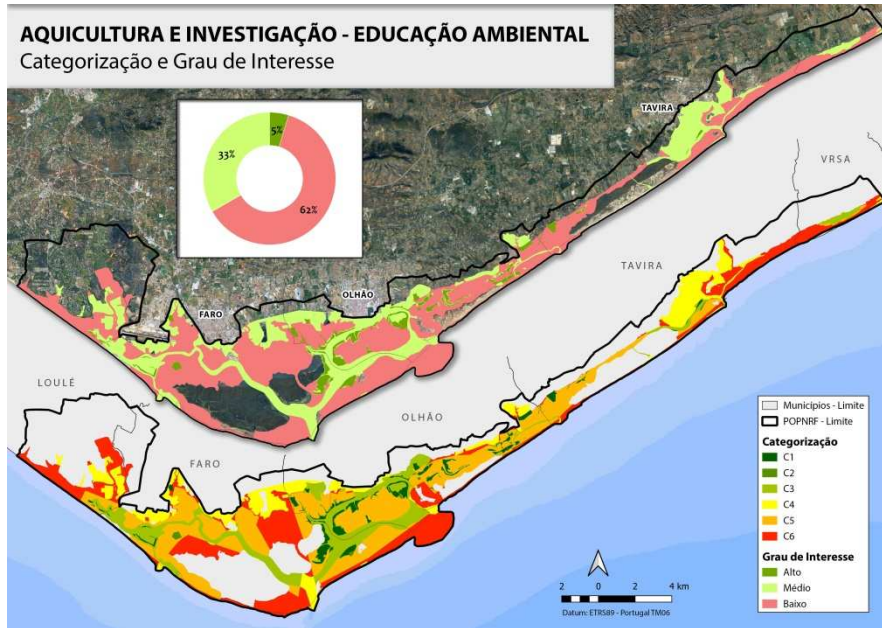 AQUICULTURA E INVESTIGAÇÃO - EDUCAÇÃO AMBIENTAL
Categorização e Grau de Interesse
5%
33%
62%
TAVIRA
VRSA
TAVIRA
OLHÃO
FARO
LOULÉ
OLHÃO
FARO
Municípios - Limite
POPNRF - Limite
Categorização
C1
C2
C3
C4
C5
C6
Grau de Interesse
Alto
Médio
Baixo
2 0 2 4 km
Datum: ETRS89 - Portugal TM06